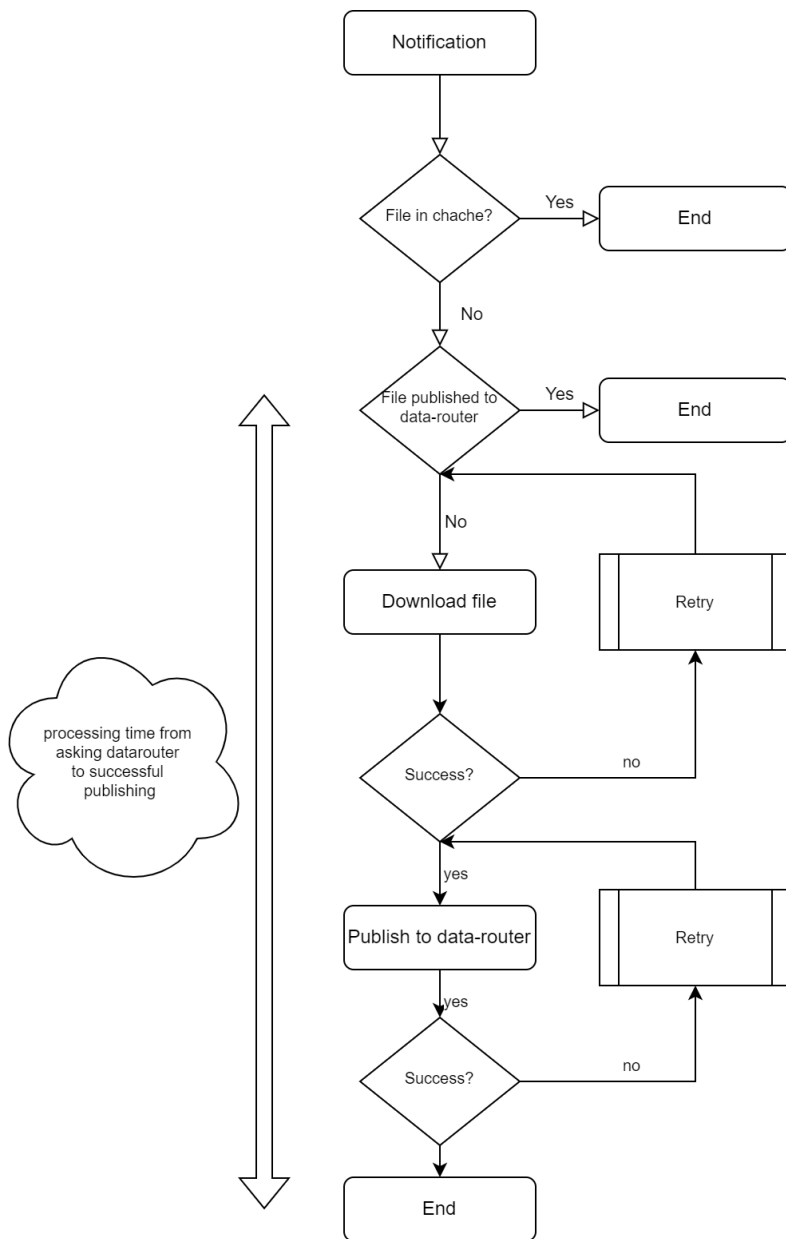 Notification
File in chache?
Yes
End
No
File published to
data-router
Yes
End
No
Download file
Retry
processing time from
asking datarouter
to successful
publishing
Success?
no
yes
Publish to data-router
Retry
yes
Success?
no
End